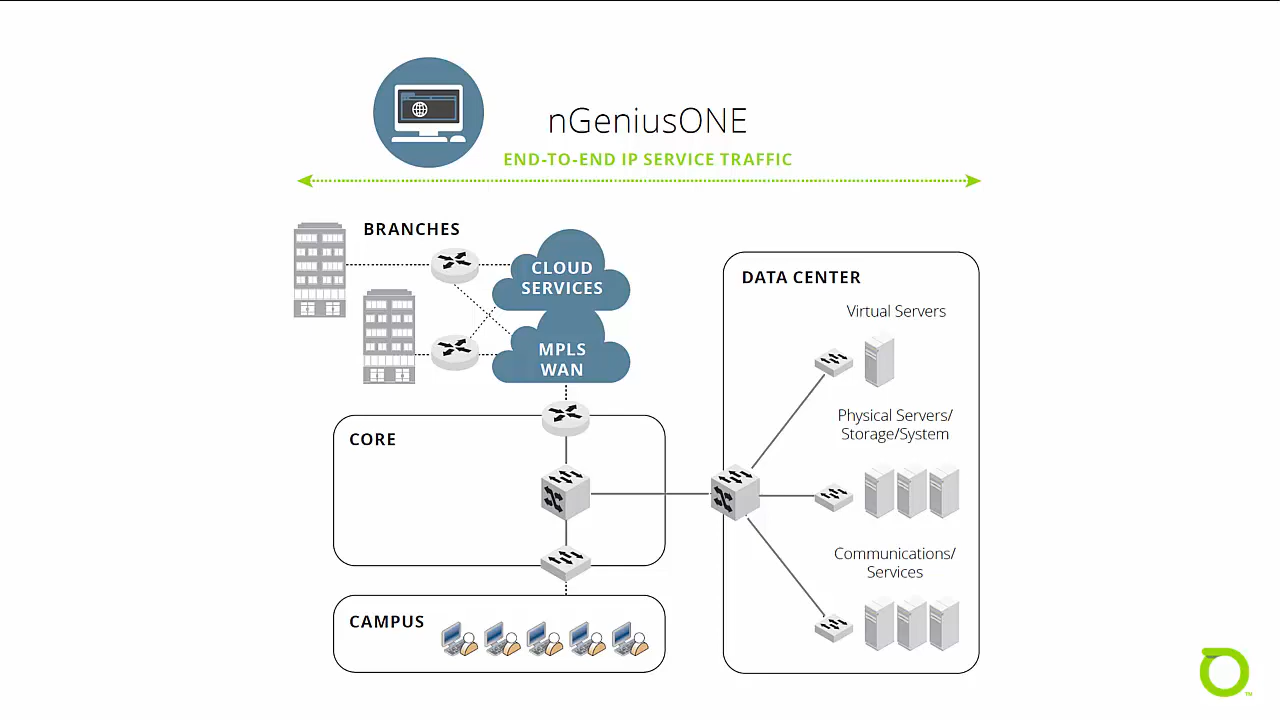 nGeniusONE
END-TO-END IP SERVICE TRAFFIC
BRANCHES
CLOUD
SERVICES
MPLS
WAN
CORE
CAMPUS
DATA CENTER
Virtual Servers
Physical Servers/
Storage/System
Communications/
Services
TM